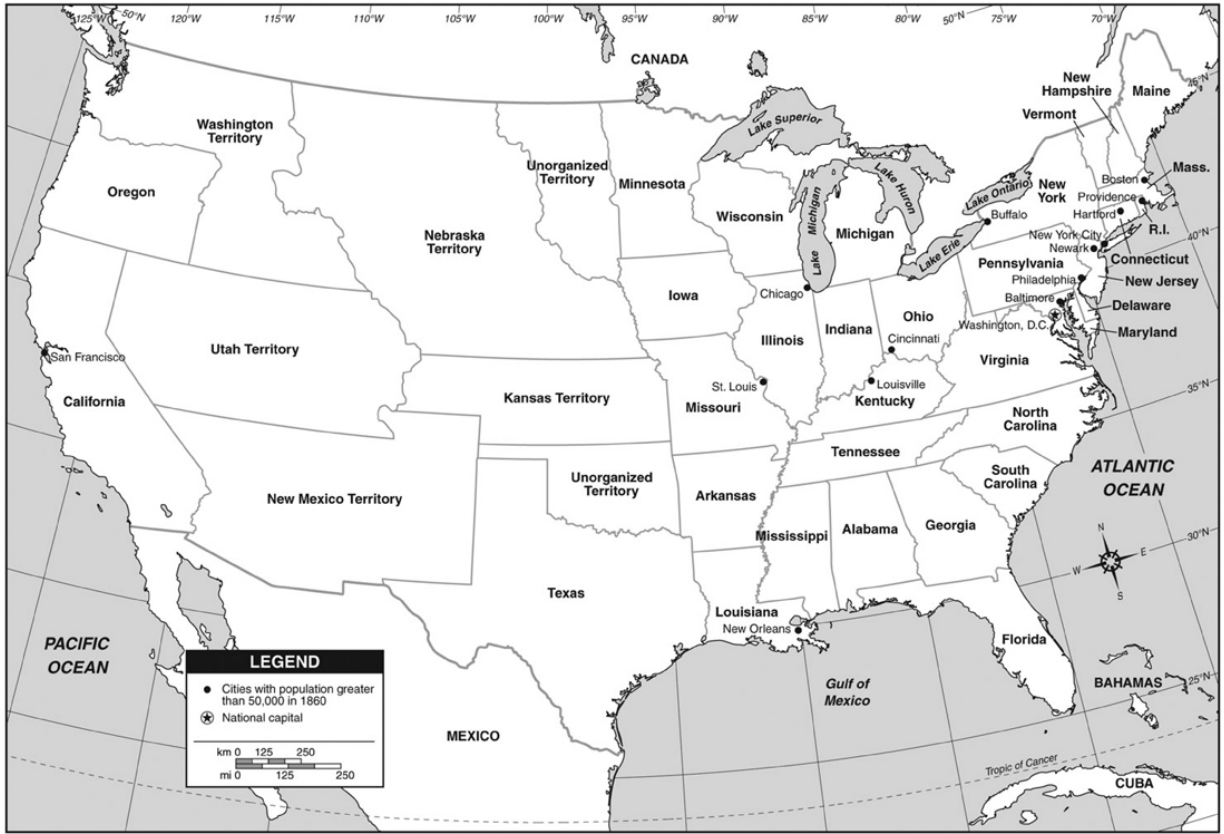 125°W
50°N
120°W
115°W
110°W
105°W
100°W
95°W
90°W
85°W
80°W
50°N
75°W
70°W
45°N
CANADA
New
Hampshire
Maine
Vermont
Washington
Territory
Lake Superior
Unorganized
Territory
Minnesota
Oregon
Lake Huron
Lake Ontario
New
York
Boston
Mass.
Providence
Hartford
Wisconsin
Lake Michigan
Michigan
Buffalo
R.I.
40°N
Nebraska
Territory
Lake Erie
New York City
Newark
Connecticut
Pennsylvania
Philadelphia
New Jersey
Iowa
Chicago
Baltimore
Delaware
Ohio
Washington, D.C.
Maryland
Indiana
Illinois
Cincinnati
Utah Territory
San Francisco
Virginia
St. Louis
Louisville
Kentucky
35°N
California
Kansas Territory
Missouri
North
Carolina
Tennessee
ATLANTIC
OCEAN
South
Carolina
Unorganized
Territory
New Mexico Territory
Arkansas
Georgia
Mississippi
Alabama
30°N
N
E
W
S
Texas
Louisiana
New Orleans
Florida
PACIFIC
OCEAN
LEGEND
Cities with population greater
than 50,000 in 1860
National capital
km 0 125 250
mi 0 125 250
Gulf of
Mexico
BAHAMAS
25°N
MEXICO
Tropic of Cancer
CUBA